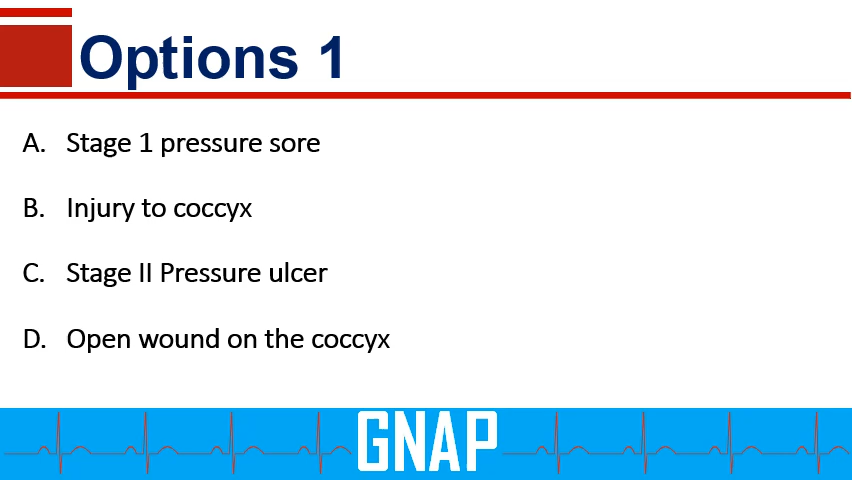 Options 1
A. Stage 1 pressure sore
B. Injury to coccyx
C. Stage II Pressure ulcer
D. Open wound on the coccyx
GNAP